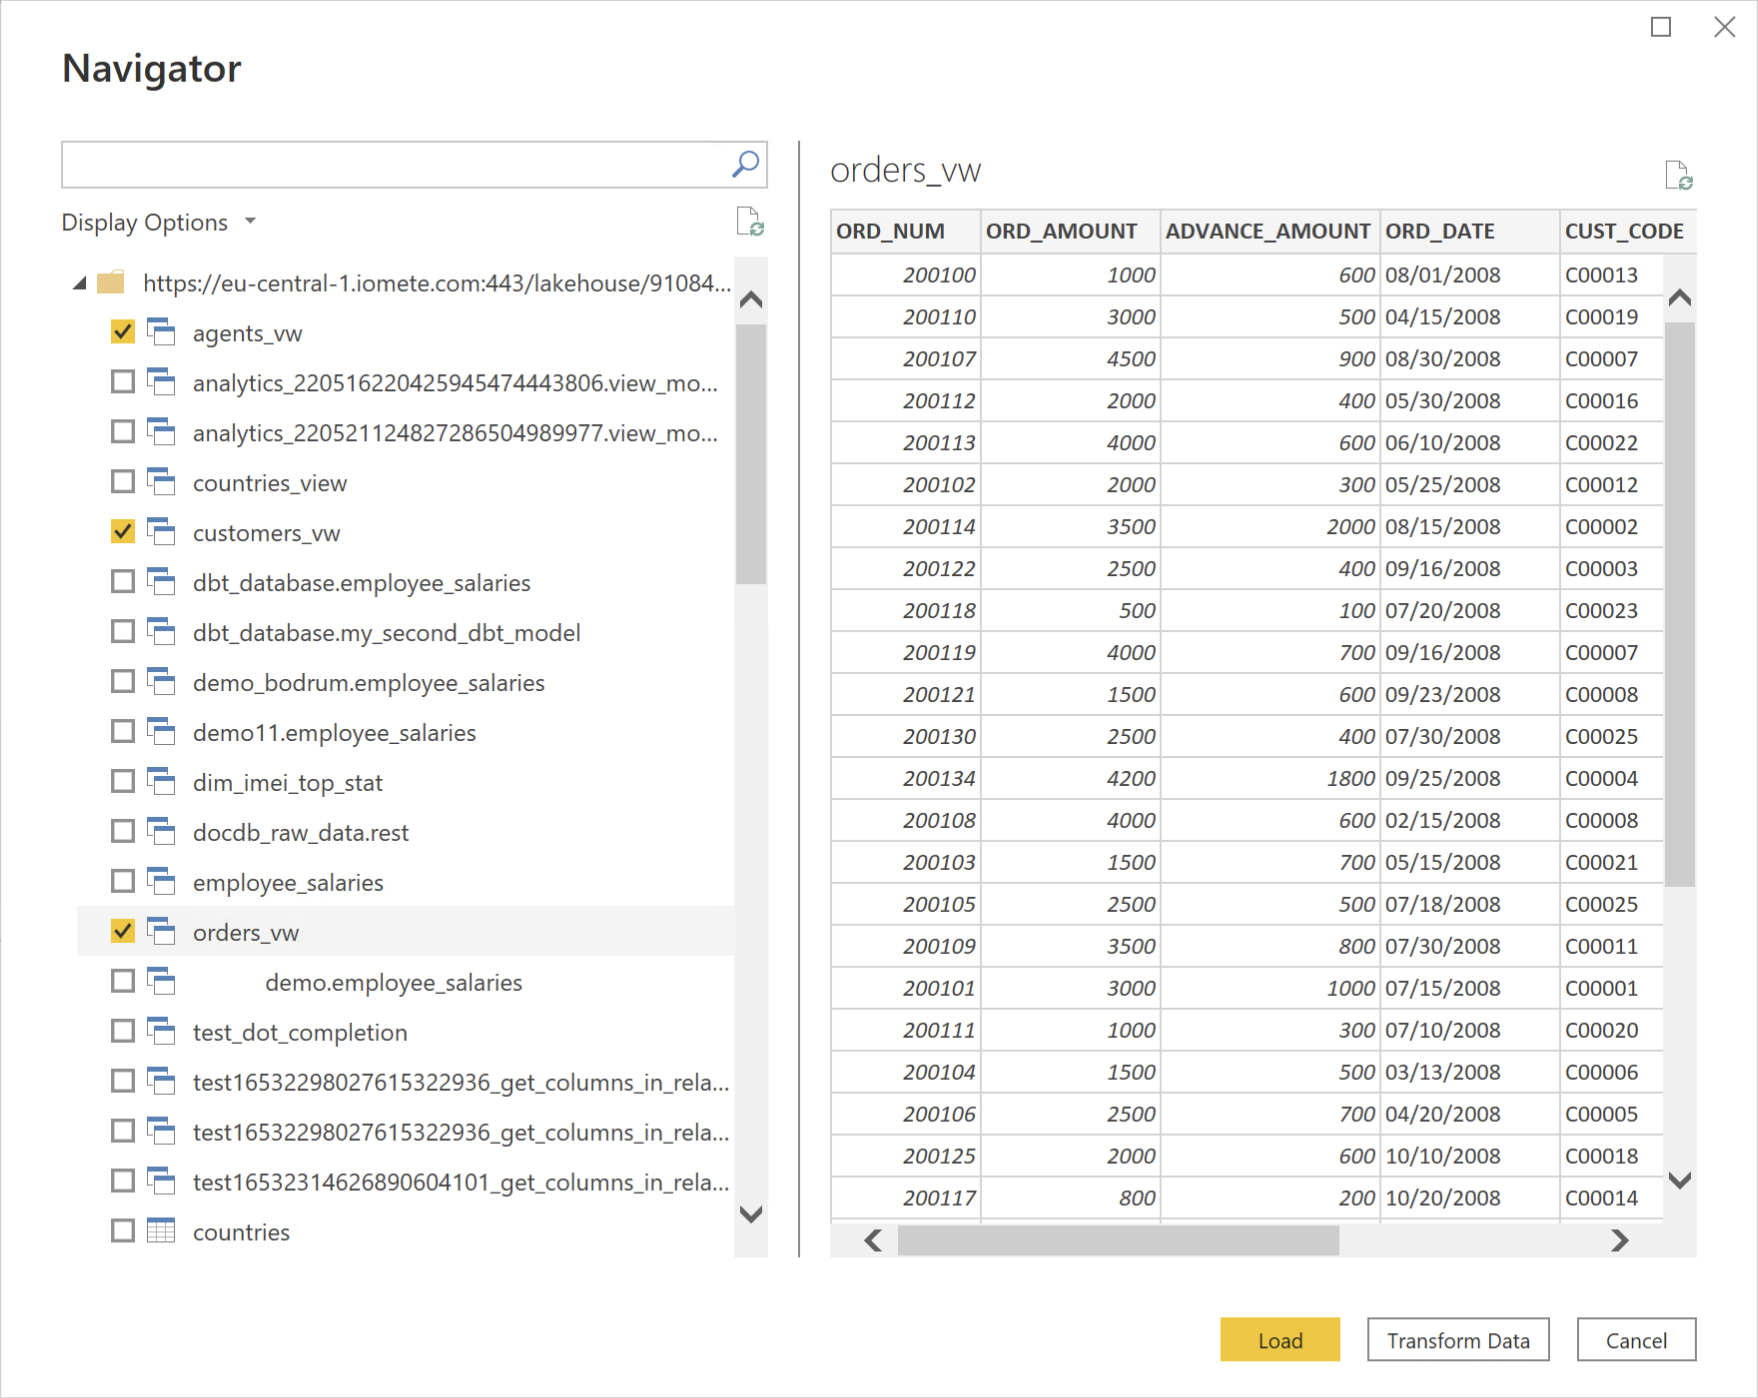 Navigator
Display Options
https://eu-central-1.iomete.com:443/lakehouse/91084...
agents_vw
analytics_220516220425945474443806.view_mo...
analytics_220521124827286504989977.view_mo...
countries_view
customers_vw
dbt_database.employee_salaries
dbt_database.my_second_dbt_model
demo_bodrum.employee_salaries
demo11.employee_salaries
dim_imei_top_stat
docdb_raw_data.rest
employee_salaries
orders_vw
demo.employee_salaries
test_dot_completion
test16532298027615322936_get_columns_in_rela...
test16532298027615322936_get_columns_in_rela...
test16532314626890604101_get_columns_in_rela...
countries
orders_vw
ORD_NUM ORD_AMOUNT ADVANCE_AMOUNT ORD_DATE CUST_CODE
200100 1000 600 08/01/2008 C00013
200110 3000 500 04/15/2008 C00019
200107 4500 900 08/30/2008 C00007
200112 2000 400 05/30/2008 C00016
200113 4000 600 06/10/2008 C00022
200102 2000 300 05/25/2008 C00012
200114 3500 2000 08/15/2008 C00002
200122 2500 400 09/16/2008 C00003
200118 500 100 07/20/2008 C00023
200119 4000 700 09/16/2008 C00007
200121 1500 600 09/23/2008 C00008
200130 2500 400 07/30/2008 C00025
200134 4200 1800 09/25/2008 C00004
200108 4000 600 02/15/2008 C00008
200103 1500 700 05/15/2008 C00021
200105 2500 500 07/18/2008 C00025
200109 3500 800 07/30/2008 C00011
200101 3000 1000 07/15/2008 C00001
200111 1000 300 07/10/2008 C00020
200104 1500 500 03/13/2008 C00006
200106 2500 700 04/20/2008 C00005
200125 2000 600 10/10/2008 C00018
200117 800 200 10/20/2008 C00014
Load Transform Data Cancel